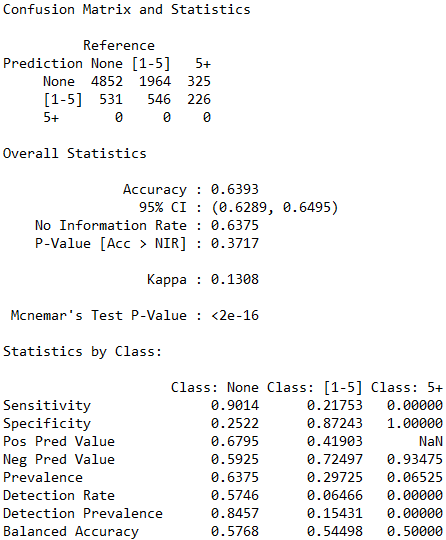 Confusion Matrix and Statistics
Reference
Prediction None [1-5] 5+
None 4852 1964 325
[1-5] 531 546 226
5+ 0 0 0
Overall Statistics
Accuracy : 0.6393
95% CI : (0.6289, 0.6495)
No Information Rate : 0.6375
P-Value [Acc > NIR] : 0.3717
Kappa : 0.1308
Mcnemar's Test P-Value : <2e-16
Statistics by Class:
Class: None Class: [1-5] Class: 5+
Sensitivity 0.9014 0.21753 0.00000
Specificity 0.2522 0.87243 1.00000
Pos Pred Value 0.6795 0.41903 NaN
Neg Pred Value 0.5925 0.72497 0.93475
Prevalence 0.6375 0.29725 0.06525
Detection Rate 0.5746 0.06466 0.00000
Detection Prevalence 0.8457 0.15431 0.00000
Balanced Accuracy 0.5768 0.54498 0.50000